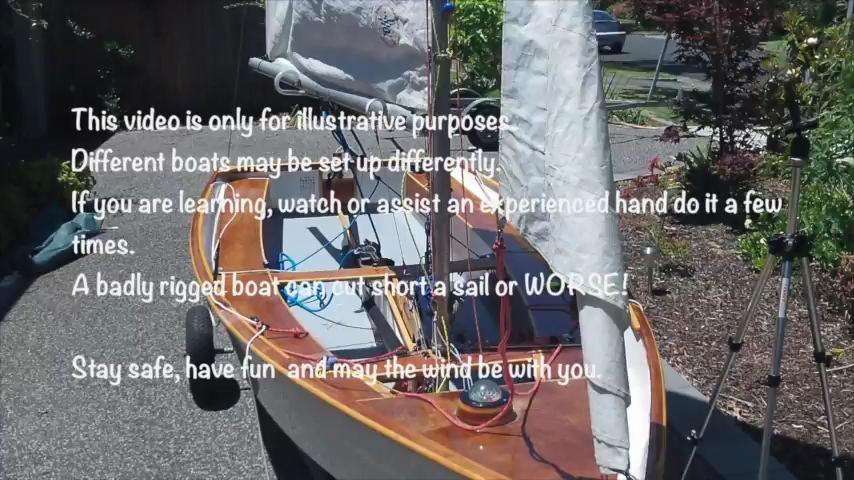 This video is only for illustrative purposes.
Different boats may be set up differently.
If you are learning, watch or assist an experienced hand do it a few
times.
A badly rigged boat can cut short a sail or WORSE!
Stay safe, have fun and may the wind be with you.